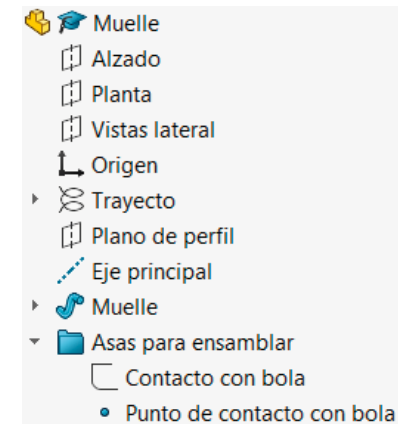 Muelle
Alzado
Planta
Vistas lateral
Origen
Trayecto
Plano de perfil
Eje principal
Muelle
Asas para ensamblar
Contacto con bola
Punto de contacto con bola